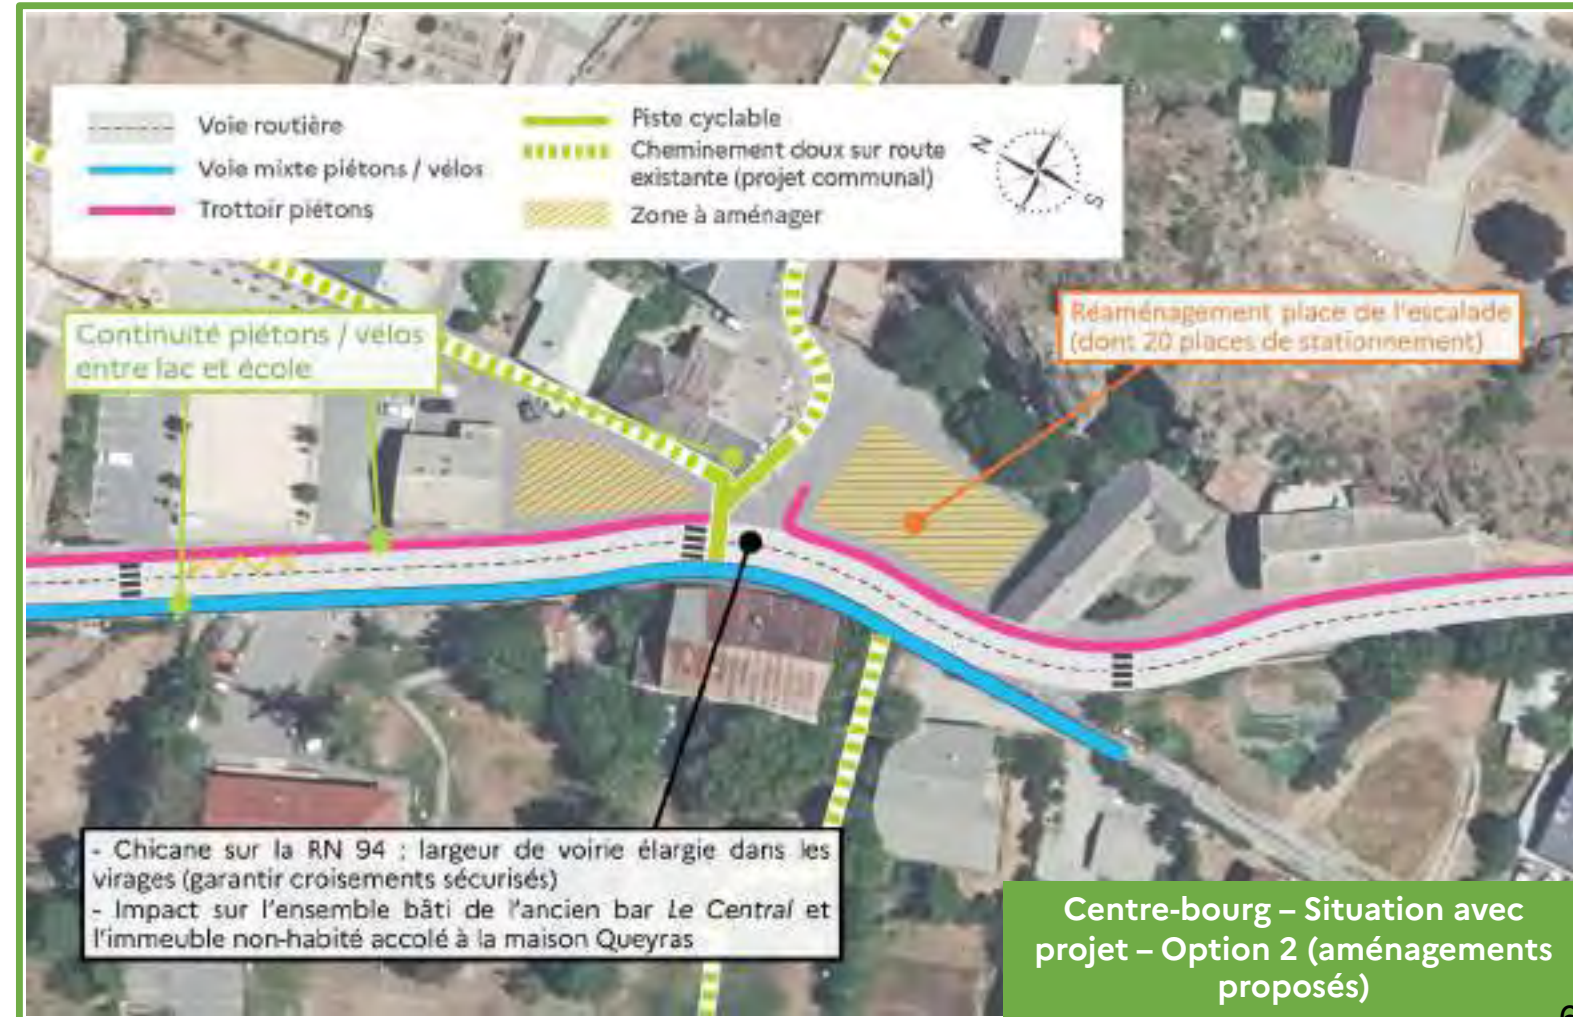 Voie routière
Voie mixte piétons / vélos
Trottoir piétons
Piste cyclable
Cheminement doux sur route
existante (projet communal)
Zone à aménager
N
S
Continuité piétons / vélos
entre lac et école
Réaménagement place de l'escalade
(dont 20 places de stationnement)
- Chicane sur la RN 94 : largeur de voirie élargie dans les
virages (garantir croisements sécurisés)
- Impact sur l'ensemble bâti de l'ancien bar Le Central et
l'immeuble non-habité accolé à la maison Queyras
Centre-bourg – Situation avec
projet – Option 2 (aménagements
proposés)
6